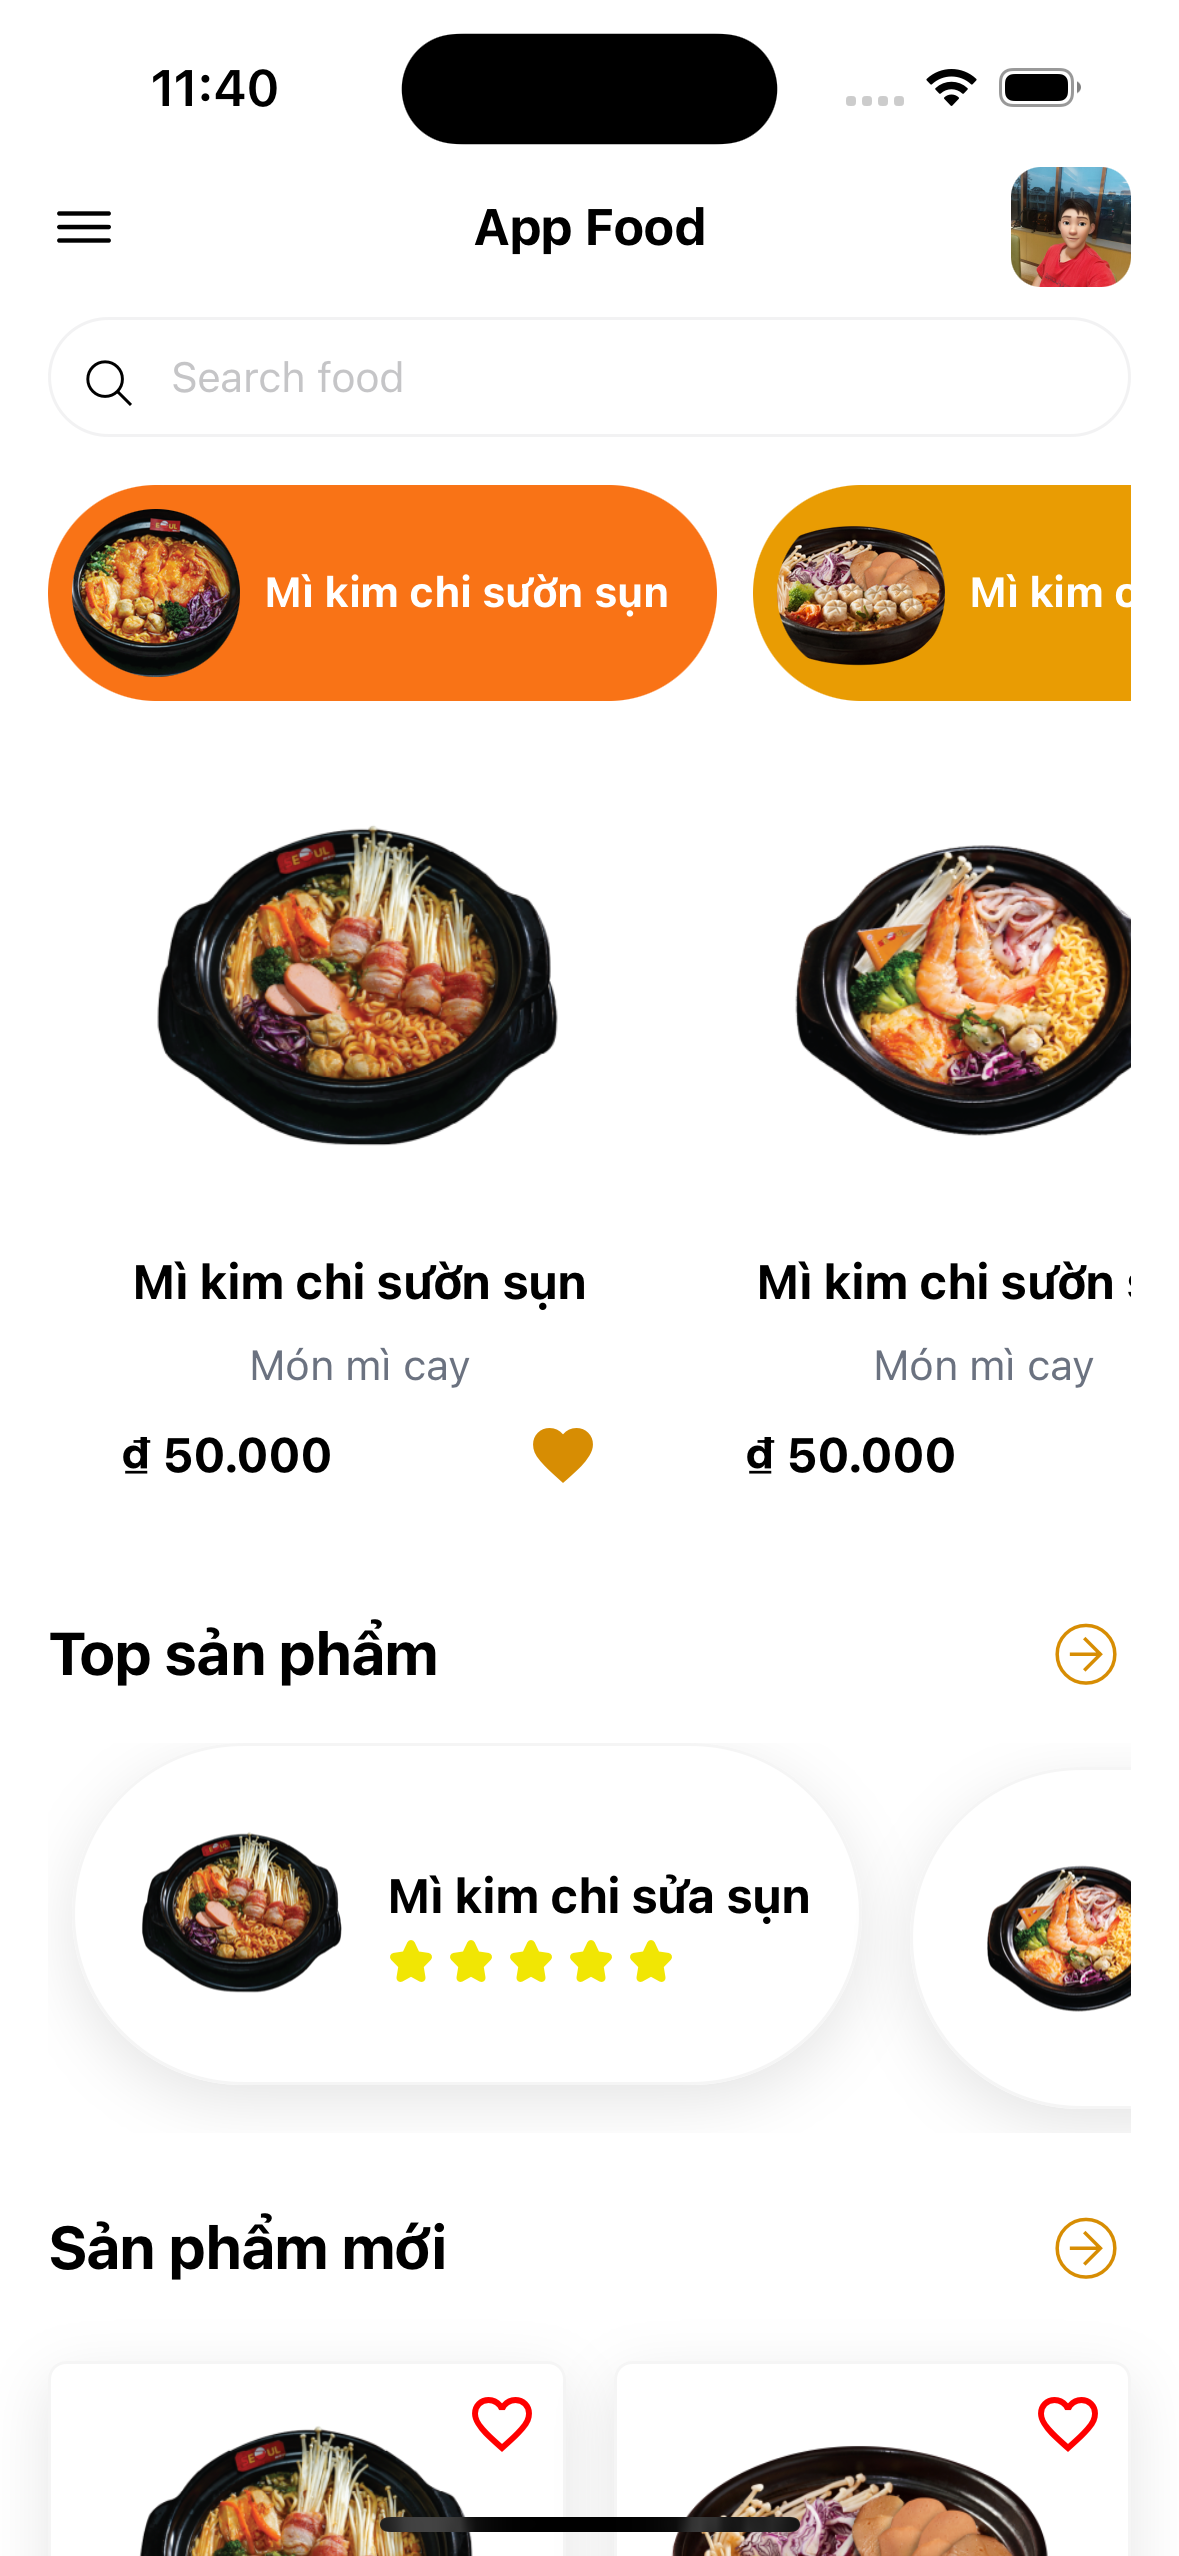 11:40
App Food
Search food
Mì kim chi sườn sụn
Mì kim c
Mì kim chi sườn sụn
Mì kim chi sườn
Món mì cay
Món mì cay
₫ 50.000
₫ 50.000
Top sản phẩm
Mì kim chi sửa sụn
Sản phẩm mới